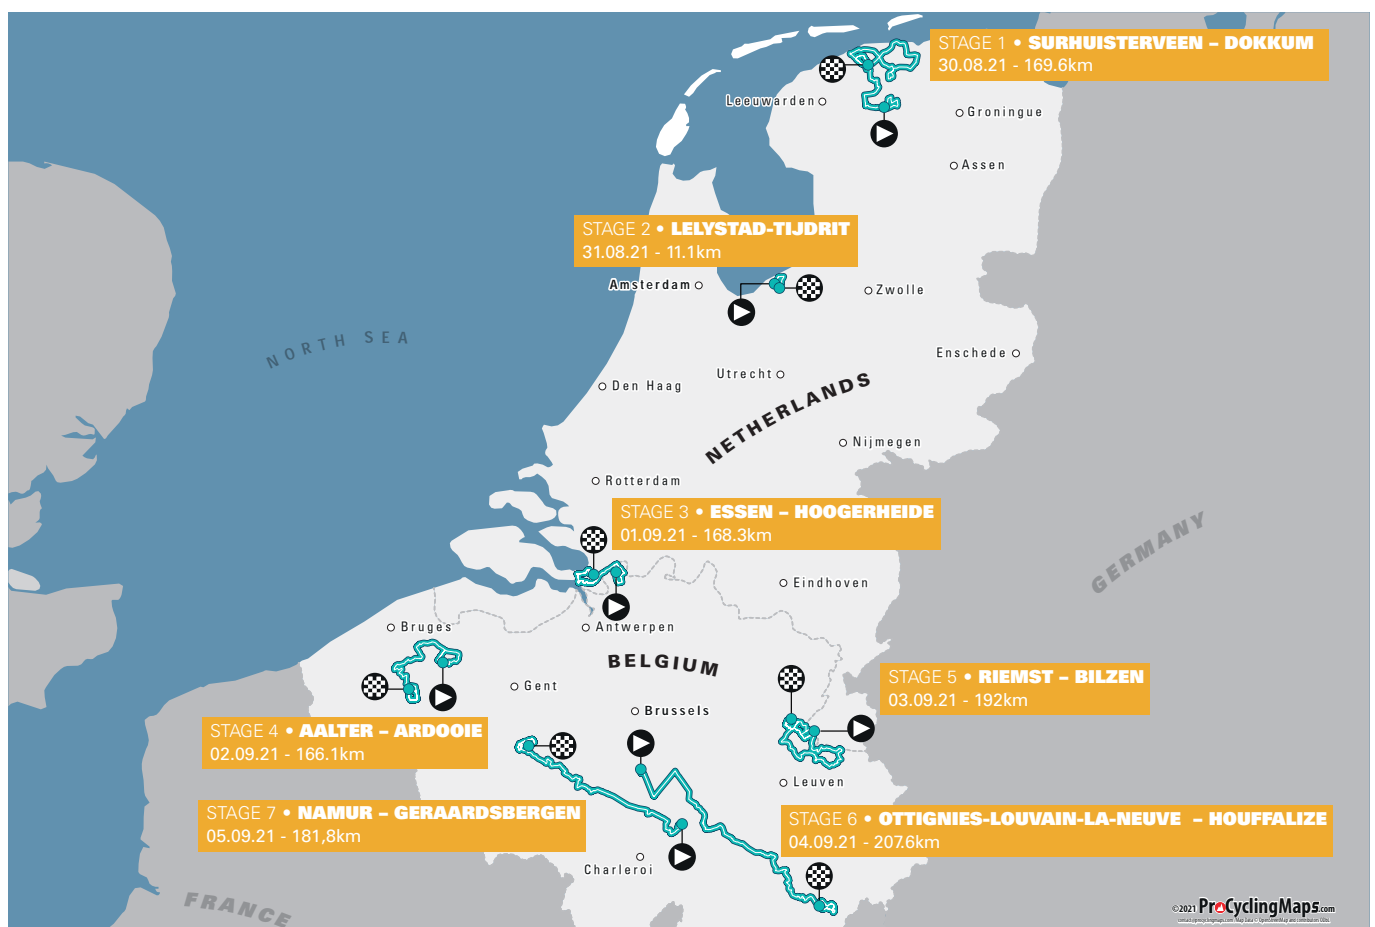 STAGE 1 • SURHUISTERVEEN – DOKKUM
30.08.21 - 169.6km
Leeuwarden
Groningue
Assen
STAGE 2 • LELYSTAD-TIJDRIT
31.08.21 - 11.1km
Amsterdam
Zwolle
NORTH SEA
Enschede
Utrecht
Den Haag
NETHERLANDS
Nijmegen
Rotterdam
STAGE 3 • ESSEN – HOOGERHEIDE
01.09.21 - 168.3km
GERMANY
Eindhoven
Bruges
Antwerpen
BELGIUM
STAGE 5 • RIEMST – BILZEN
03.09.21 - 192km
Gent
Brussels
STAGE 4 • AALTER – ARDOOIE
02.09.21 - 166.1km
Leuven
STAGE 7 • NAMUR – GERAARDSBERGEN
05.09.21 - 181,8km
STAGE 6 • OTTIGNIES-LOUVAIN-LA-NEUVE – HOUFFALIZE
04.09.21 - 207.6km
Charleroi
FRANCE
©2021 ProCyclingMaps.com